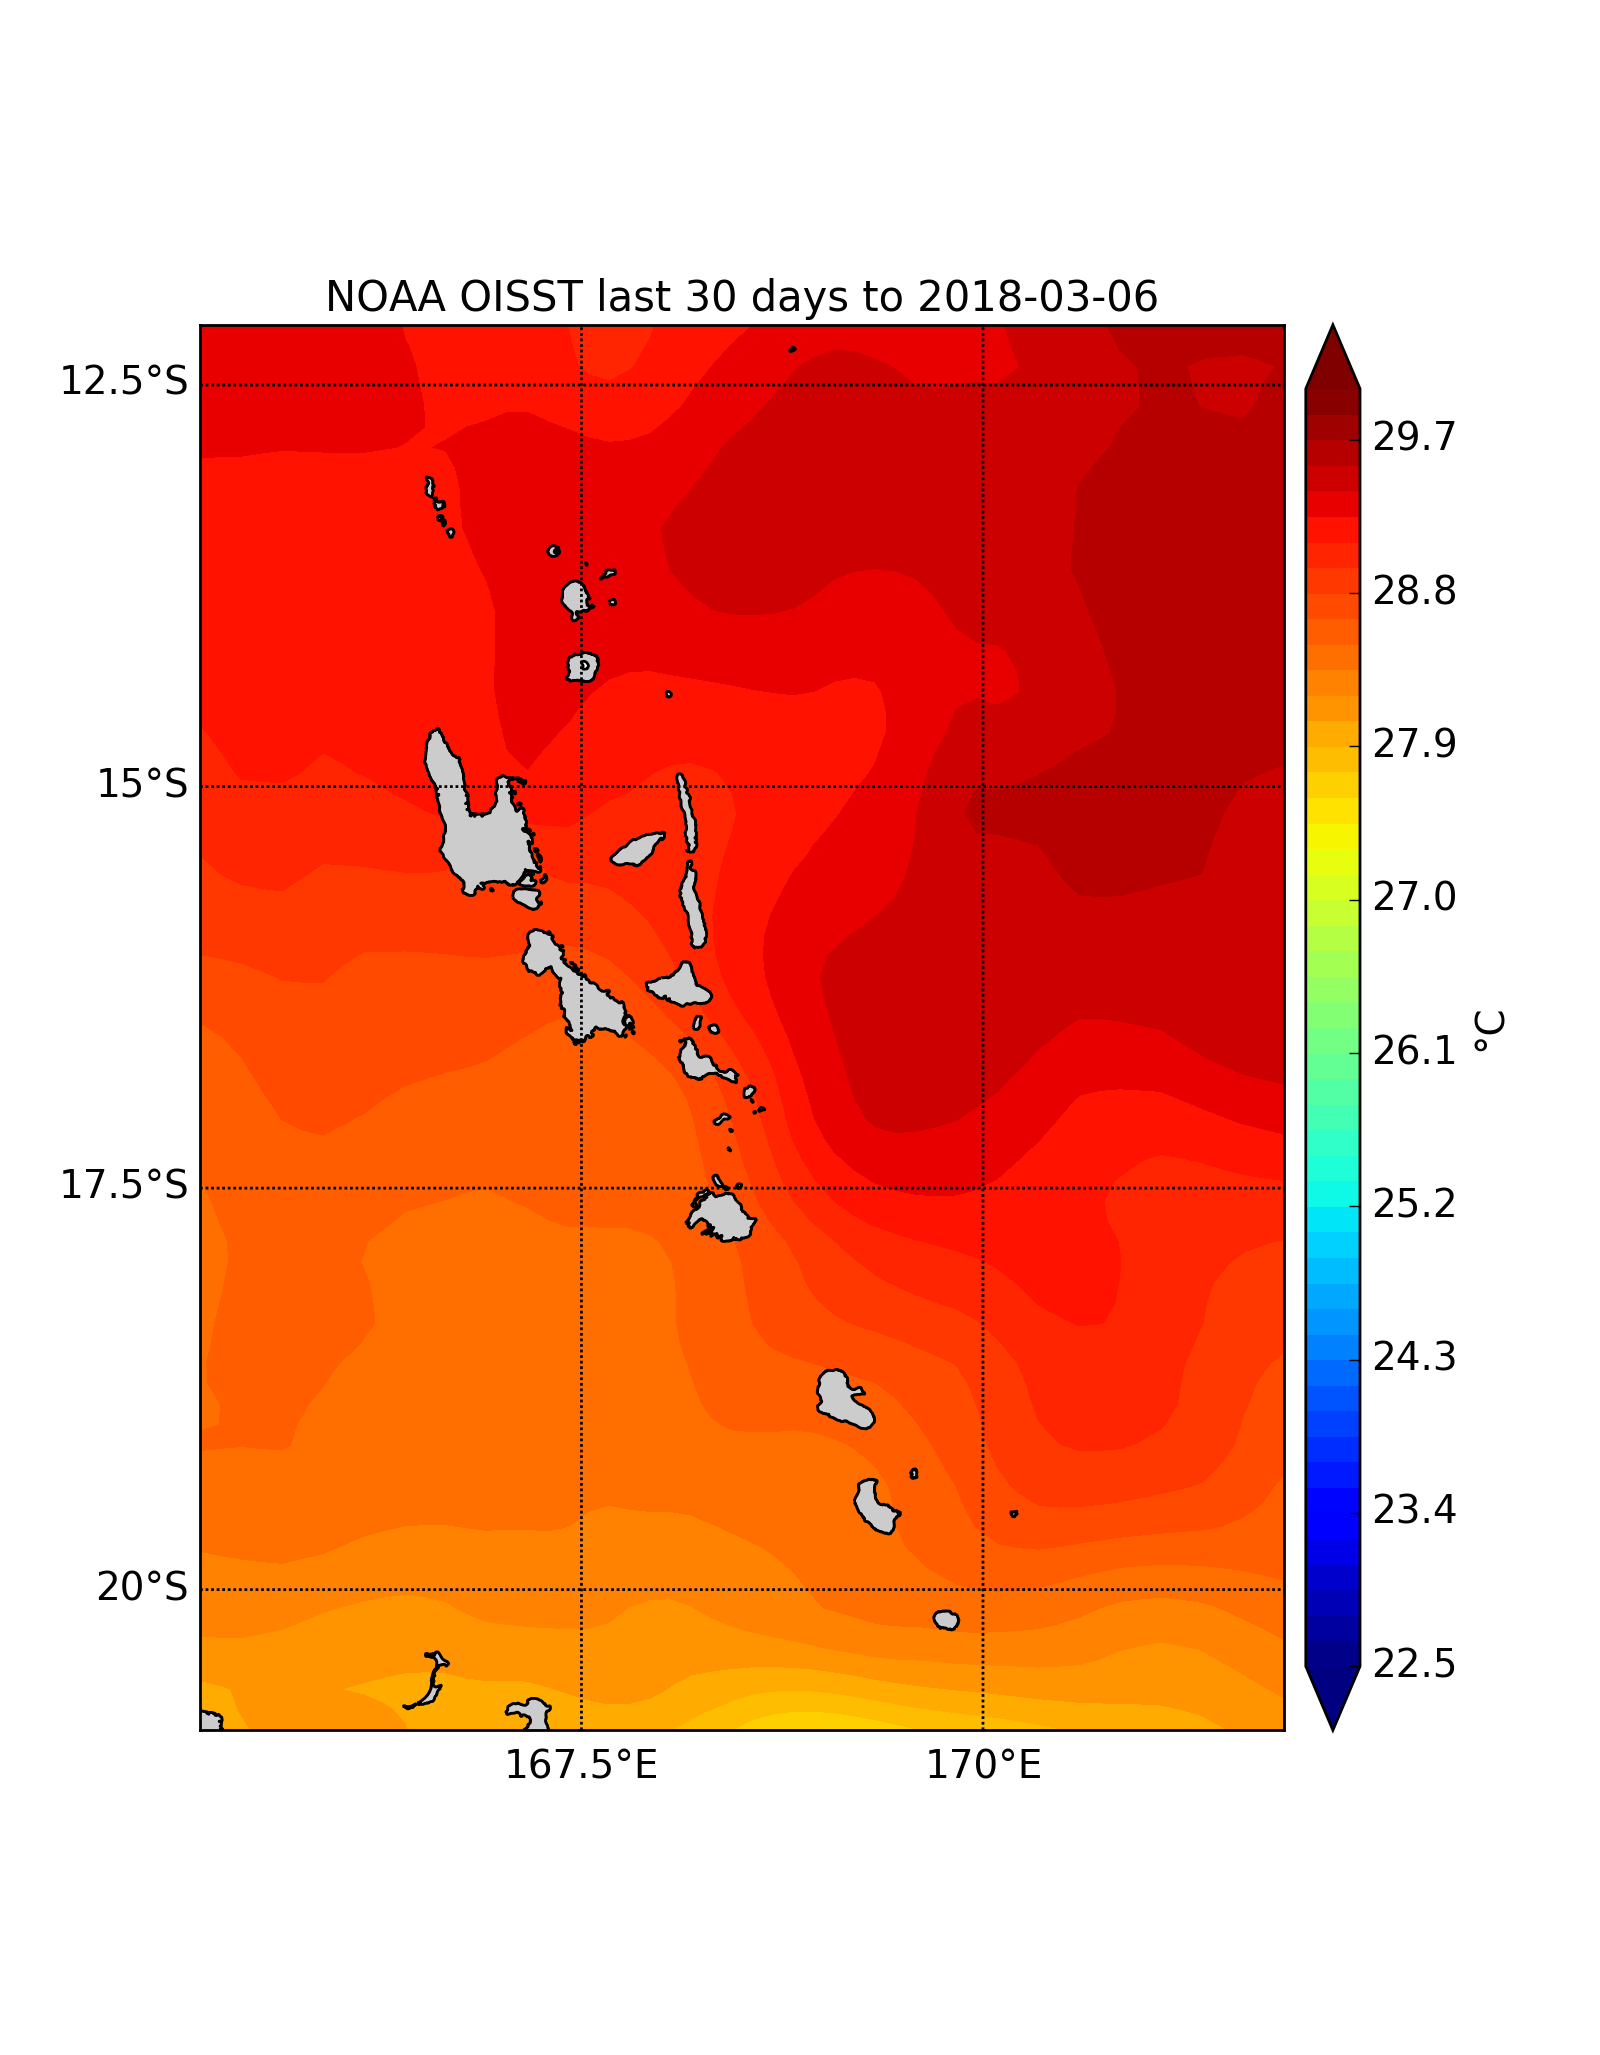 NOAA OISST last 30 days to 2018-03-06
12.5°S
15°S
17.5°S
20°S
167.5°E
170°E
29.7
28.8
27.9
27.0
26.1
25.2
24.3
23.4
22.5
°C